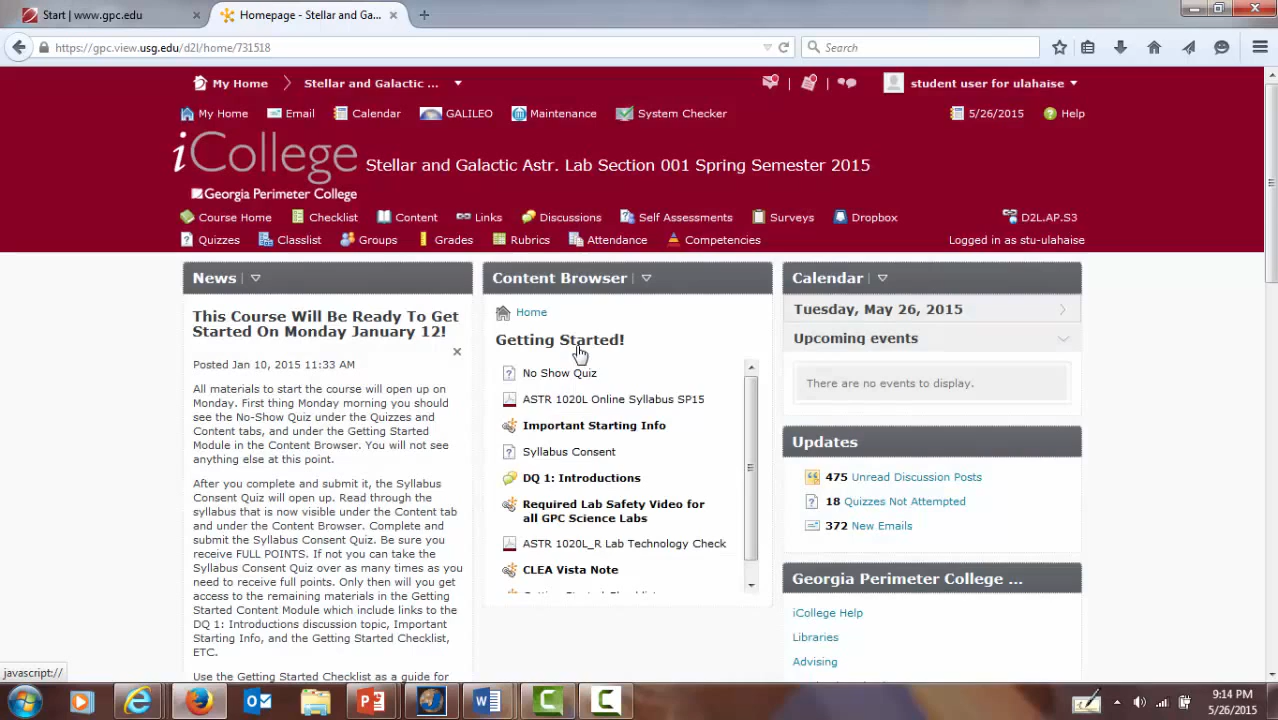 Start | www.gpc.edu
Homepage - Stellar and Ga...
https://gpc.view.usg.edu/d2l/home/731518
Search
My Home
Stellar and Galactic ...
student user for ulahaise
My Home
Email
Calendar
GALILEO
Maintenance
System Checker
5/26/2015
Help
iCollege
Georgia Perimeter College
Stellar and Galactic Astr. Lab Section 001 Spring Semester 2015
Course Home
Checklist
Content
Links
Discussions
Self Assessments
Surveys
Dropbox
D2L.AP.S3
Quizzes
Classlist
Groups
Grades
Rubrics
Attendance
Competencies
Logged in as stu-ulahaise
News
This Course Will Be Ready To Get
Started On Monday January 12!
Posted Jan 10, 2015 11:33 AM
All materials to start the course will open up on
Monday. First thing Monday morning you should
see the No-Show Quiz under the Quizzes and
Content tabs, and under the Getting Started
Module in the Content Browser. You will not see
anything else at this point.
After you complete and submit it, the Syllabus
Consent Quiz will open up. Read through the
syllabus that is now visible under the Content tab
and under the Content Browser. Complete and
submit the Syllabus Consent Quiz. Be sure you
receive FULL POINTS. If not you can take the
Syllabus Consent Quiz over as many times as you
need to receive full points. Only then will you get
access to the remaining materials in the Getting
Started Content Module which include links to the
DQ 1: Introductions discussion topic, Important
Starting Info, and the Getting Started Checklist,
ETC.
Use the Getting Started Checklist as a guide for
Content Browser
Home
Getting Started!
No Show Quiz
ASTR 1020L Online Syllabus SP15
Important Starting Info
Syllabus Consent
DQ 1: Introductions
Required Lab Safety Video for
all GPC Science Labs
ASTR 1020L_R Lab Technology Check
CLEA Vista Note
Getting Started Checklist
Calendar
Tuesday, May 26, 2015
Upcoming events
There are no events to display.
Updates
475 Unread Discussion Posts
18 Quizzes Not Attempted
372 New Emails
Georgia Perimeter College ...
iCollege Help
Libraries
Advising
javascript://
9:14 PM
5/26/2015